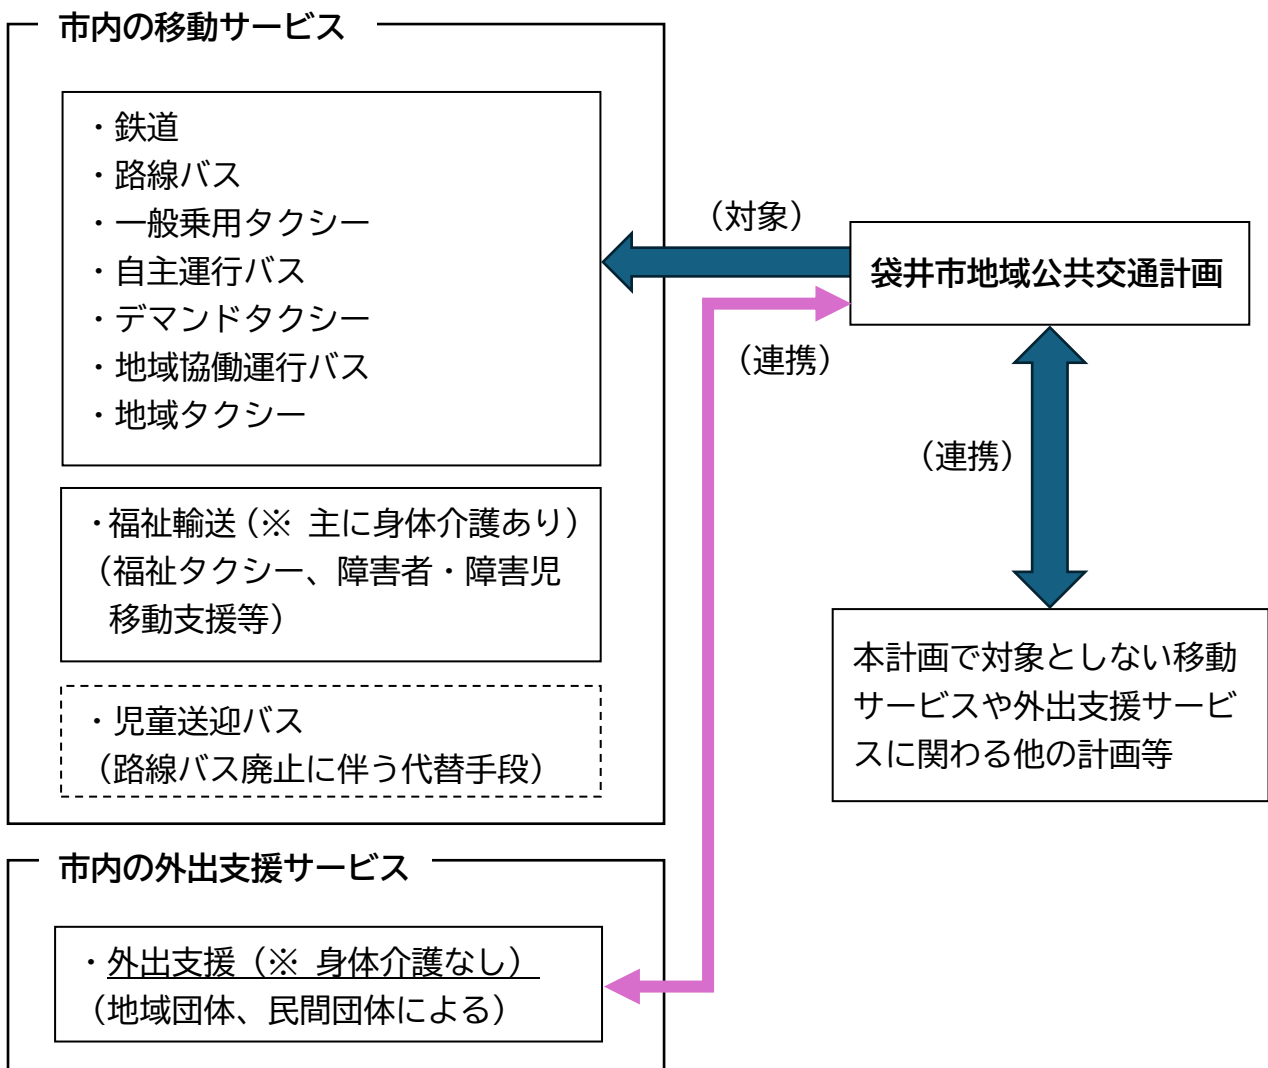 市内の移動サービス
・鉄道
・路線バス
・一般乗用タクシー
・自主運行バス
・デマンドタクシー
・地域協働運行バス
・地域タクシー
・福祉輸送（※ 主に身体介護あり）
（福祉タクシー、障害者・障害児
移動支援等）
・児童送迎バス
（路線バス廃止に伴う代替手段）
市内の外出支援サービス
・外出支援（※ 身体介護なし）
（地域団体、民間団体による）
（対象）
（連携）
袋井市地域公共交通計画
（連携）
本計画で対象としない移動
サービスや外出支援サービ
スに関わる他の計画等